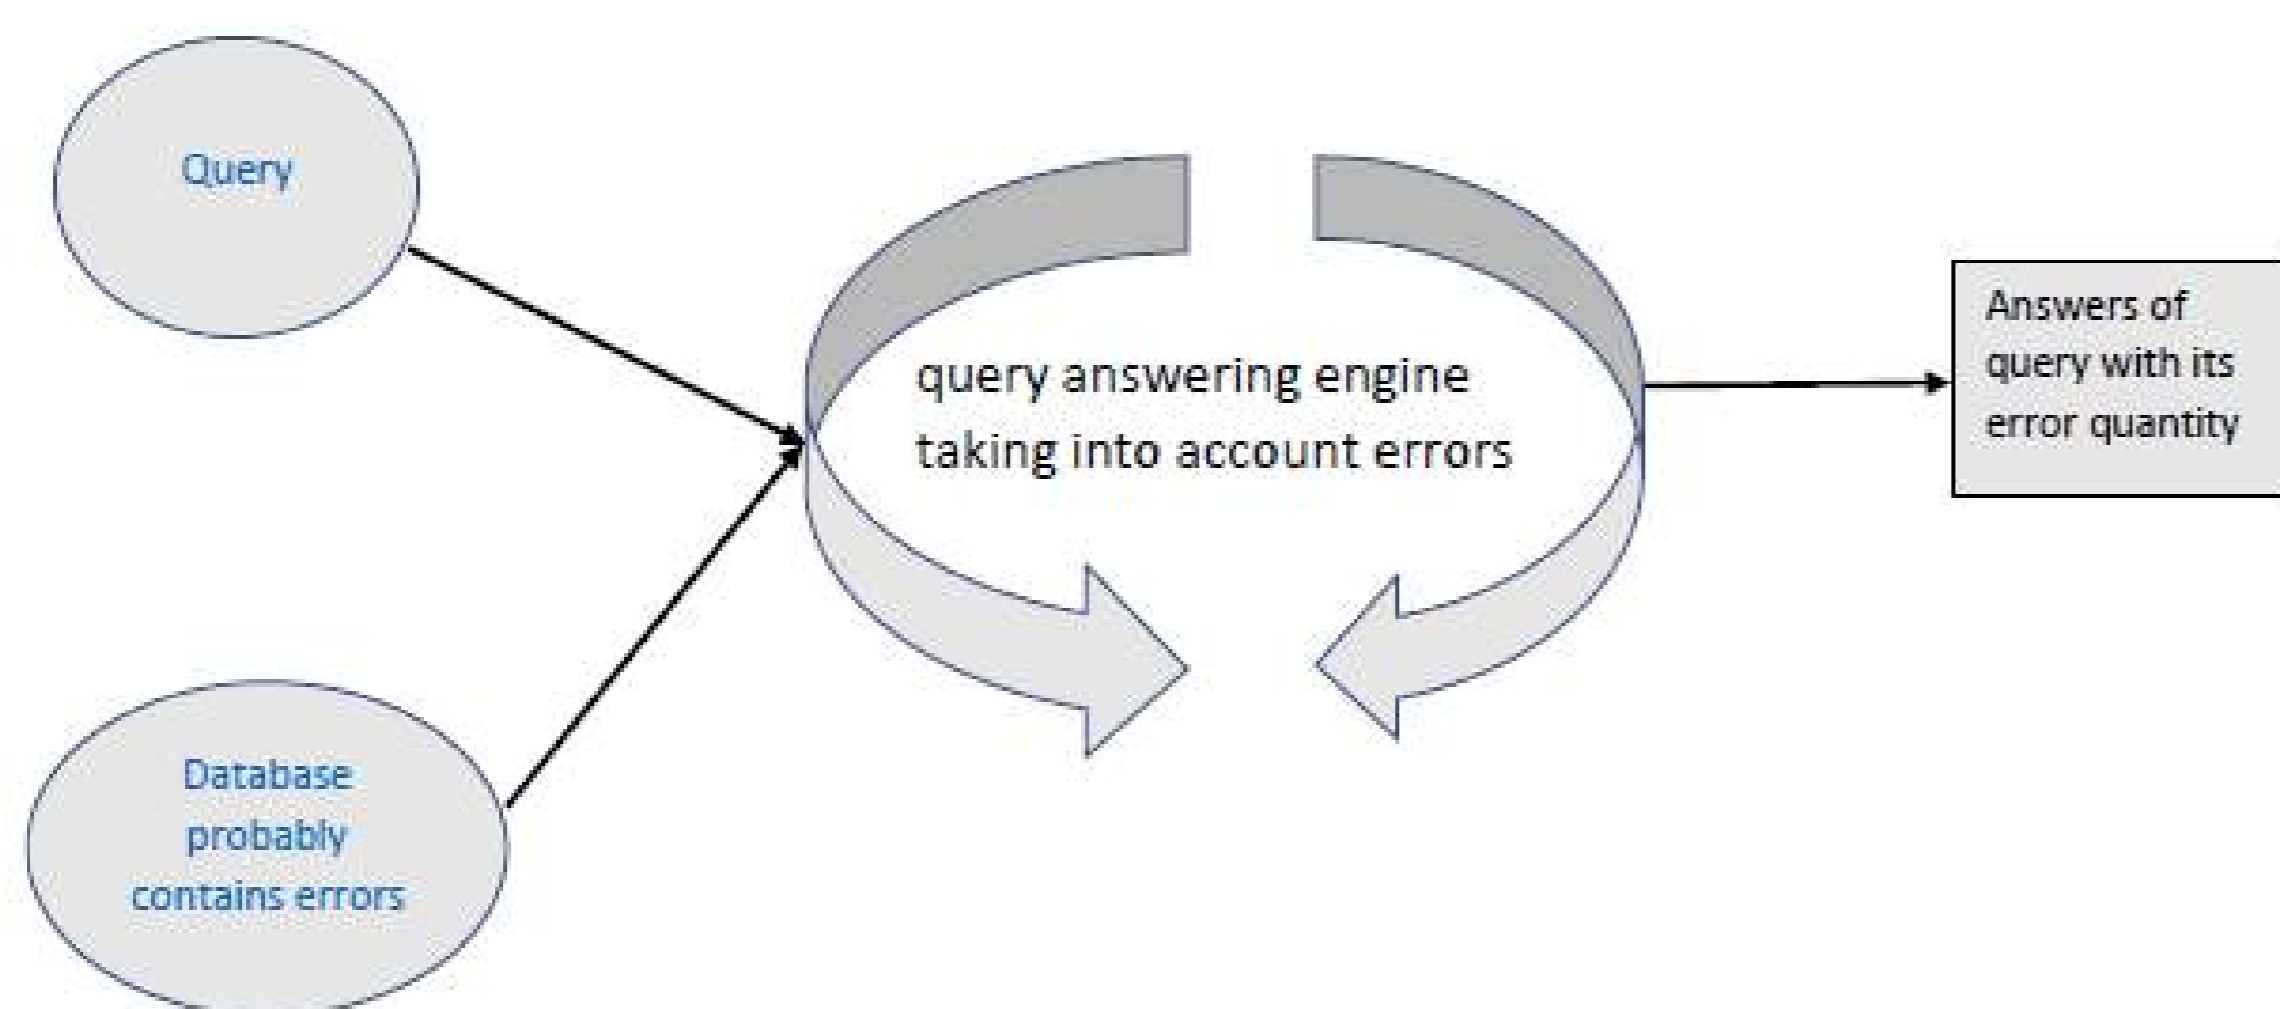 Query
Database
probably
contains errors
query answering engine
taking into account errors
Answers of
query with its
error quantity